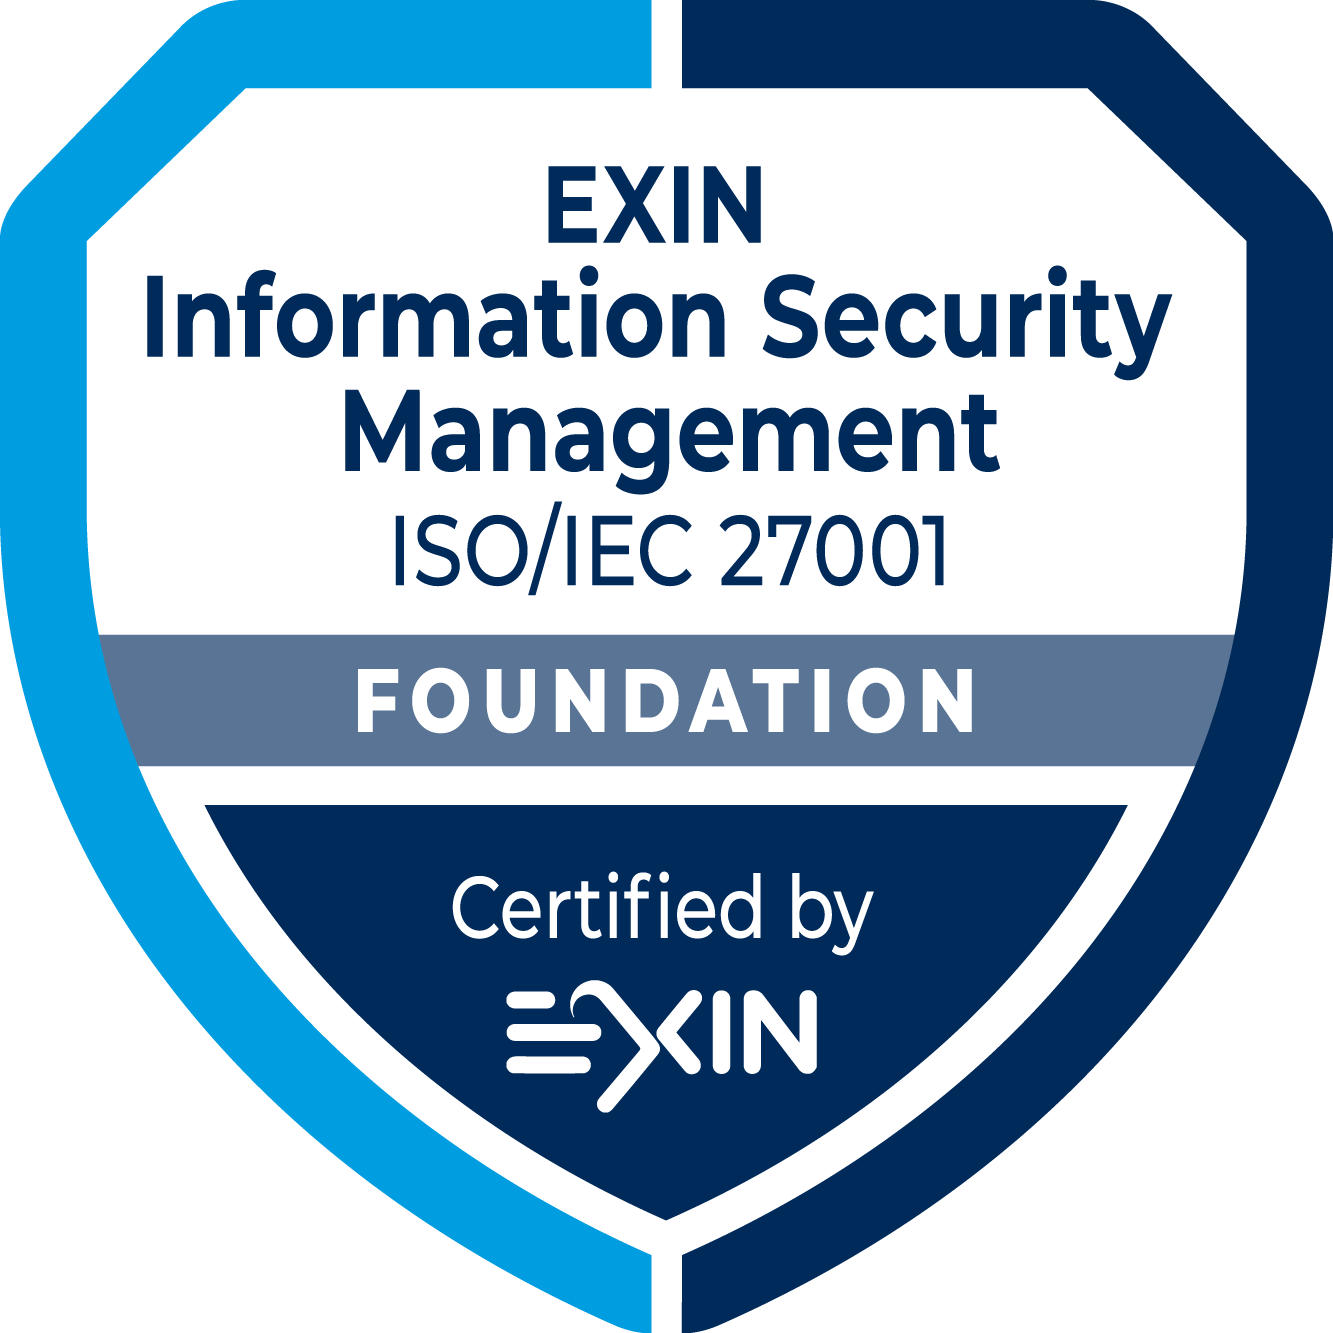 EXIN
Information Security
Management
ISO/IEC 27001
FOUNDATION
Certified by
EXIN